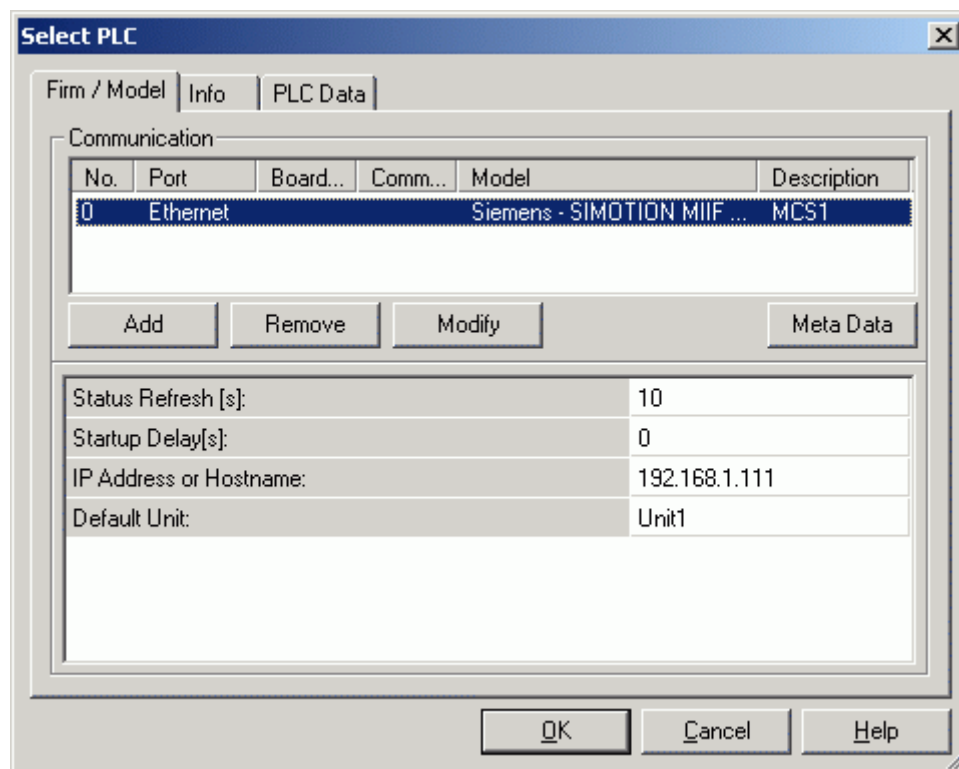 Select PLC
Firm / Model Info PLC Data
Communication
No. Port Board... Comm... Model Description
0 Ethernet Siemens - SIMOTION MIIF ... MCS1
Add Remove Modify Meta Data
Status Refresh [s]: 10
Startup Delay[s]: 0
IP Address or Hostname: 192.168.1.111
Default Unit: Unit1
OK Cancel Help